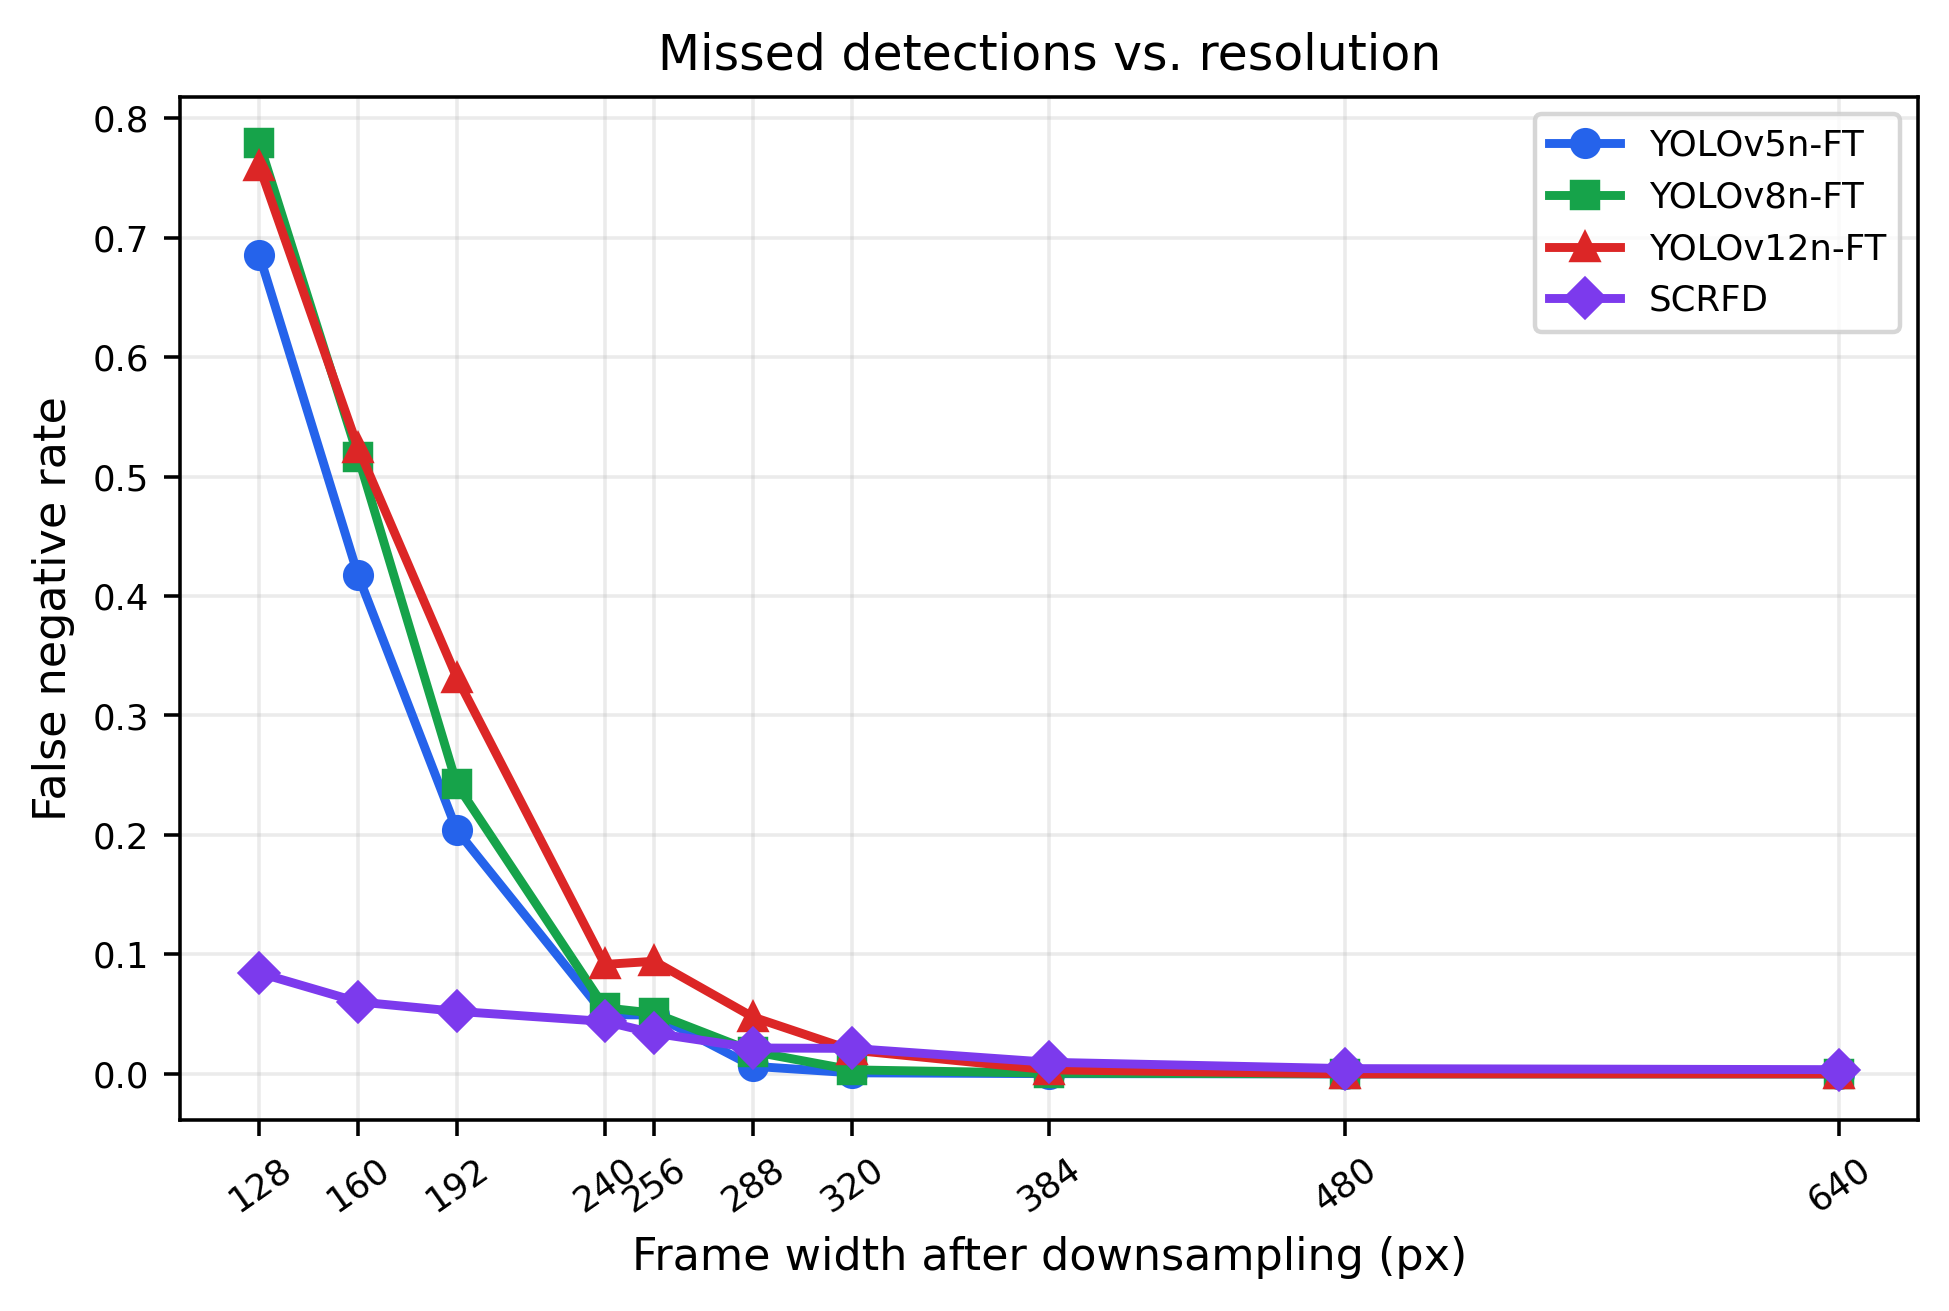 Missed detections vs. resolution
False negative rate
0.8
0.7
0.6
0.5
0.4
0.3
0.2
0.1
0.0
YOLOv5n-FT
YOLOv8n-FT
YOLOv12n-FT
SCRFD
128 160 192 240 256 288 320 384 480 640
Frame width after downsampling (px)